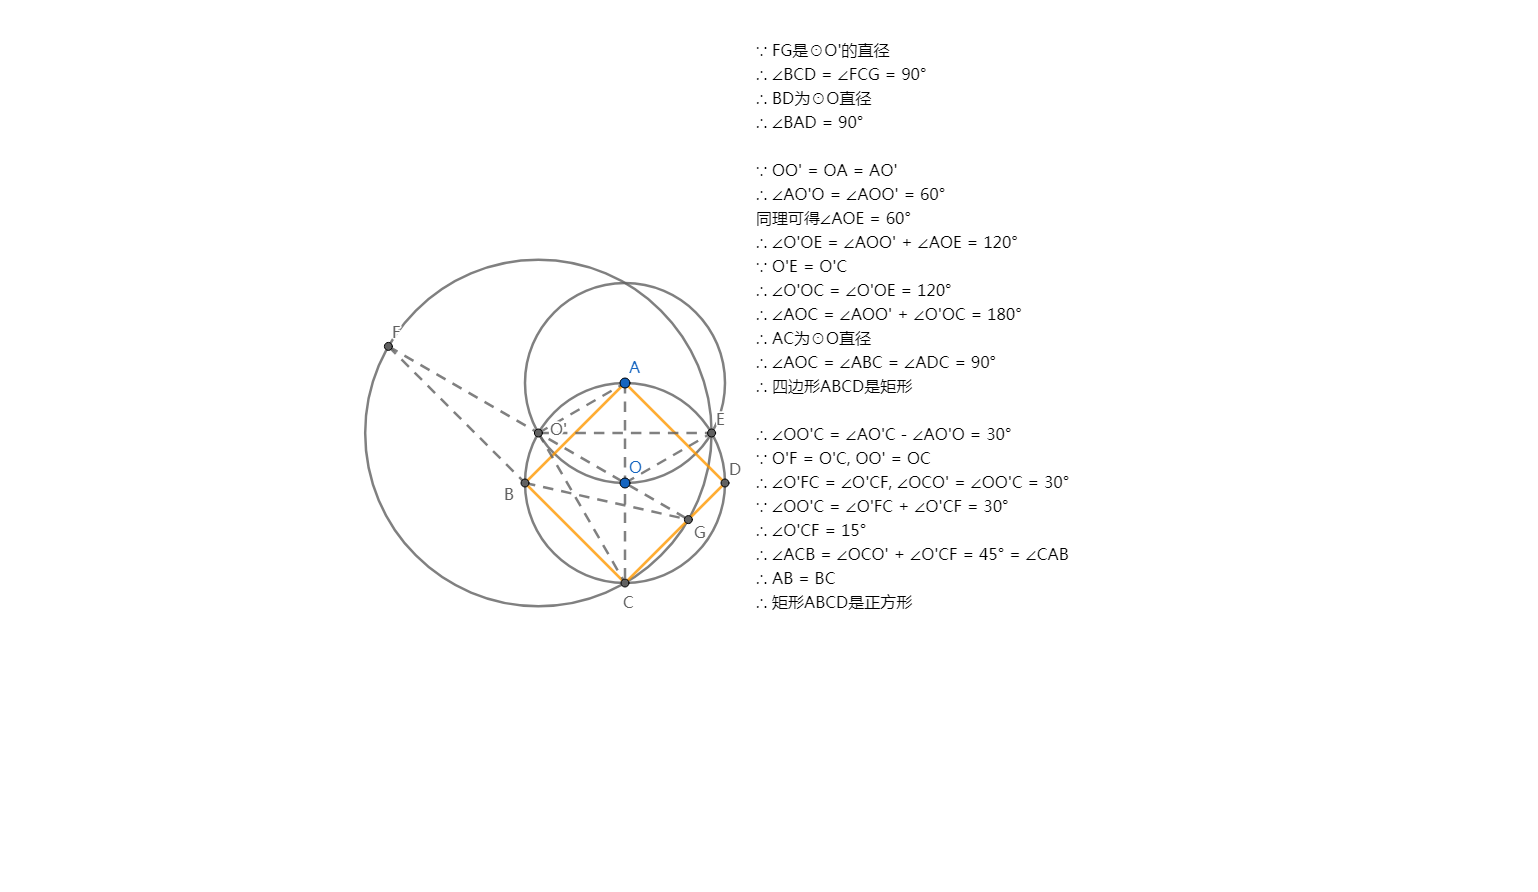 ∵ FG是⊙O'的直径
∴ ∠BCD = ∠FCG = 90°
∴ BD为⊙O直径
∴ ∠BAD = 90°
∵ OO' = OA = AO'
∴ ∠AO'O = ∠AOO' = 60°
同理可得∠AOE = 60°
∴ ∠O'OE = ∠AOO' + ∠AOE = 120°
∵ O'E = O'C
∴ ∠O'OC = ∠O'OE = 120°
∴ ∠AOC = ∠AOO' + ∠O'OC = 180°
∴ AC为⊙O直径
∴ ∠AOC = ∠ABC = ∠ADC = 90°
∴ 四边形ABCD是矩形
∴ ∠OO'C = ∠AO'C - ∠AO'O = 30°
∵ O'F = O'C, OO' = OC
∴ ∠O'FC = ∠O'CF, ∠OCO' = ∠OO'C = 30°
∵ ∠OO'C = ∠O'FC + ∠O'CF = 30°
∴ ∠O'CF = 15°
∴ ∠ACB = ∠OCO' + ∠O'CF = 45° = ∠CAB
∴ AB = BC
∴ 矩形ABCD是正方形
F
A
E
O'
O
D
B
G
C